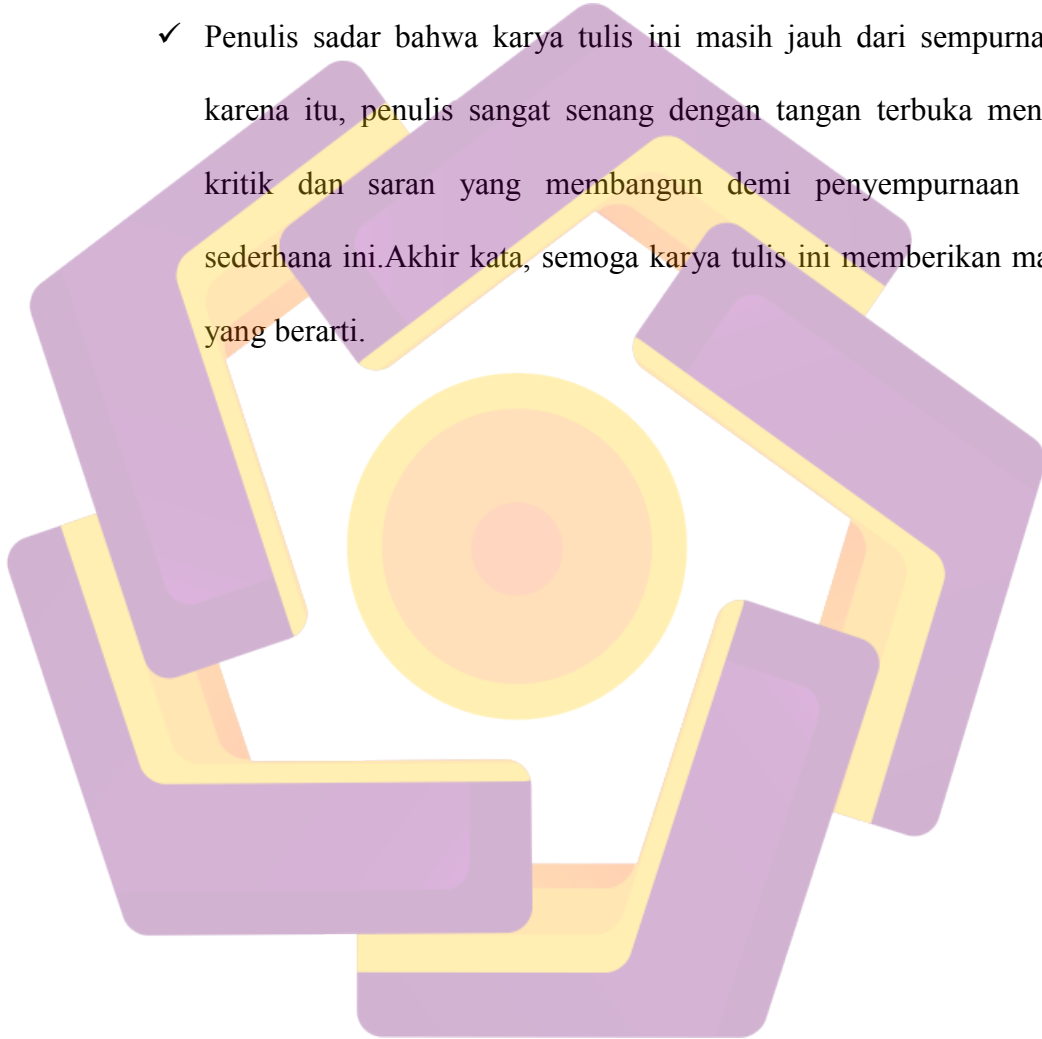 ✓ Penulis sadar bahwa karya tulis ini masih jauh dari sempurna
karena itu, penulis sangat senang dengan tangan terbuka men
kritik dan saran yang membangun demi penyempurnaan
sederhana ini.Akhir kata, semoga karya tulis ini memberikan ma
yang berarti.